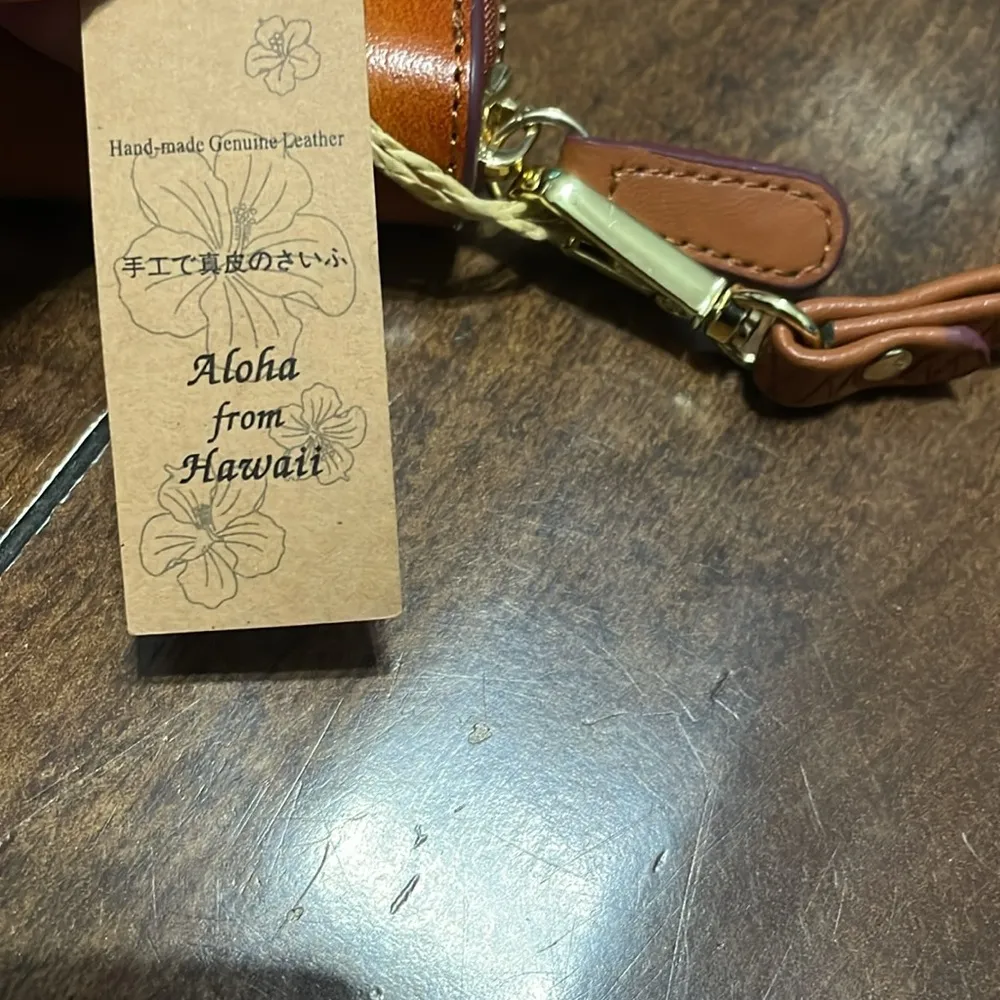 Hand-made Genuine Leather
手工で真皮のさいふ
Aloha
from
Hawaii